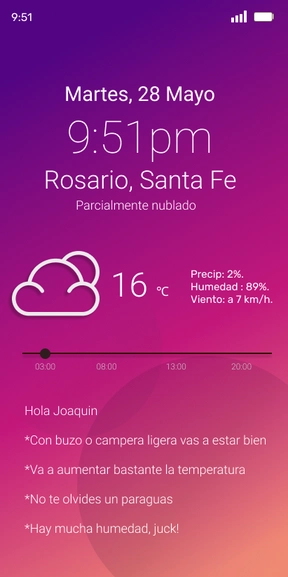 9:51
Martes, 28 Mayo
9:51pm
Rosario, Santa Fe
Parcialmente nublado
16 °C
Precip: 2%.
Humedad : 89%.
Viento: a 7 km/h.
03:00 08:00 13:00 20:00
Hola Joaquin
*Con buzo o campera ligera vas a estar bien
*Va a aumentar bastante la temperatura
*No te olvides un paraguas
*Hay mucha humedad, juck!